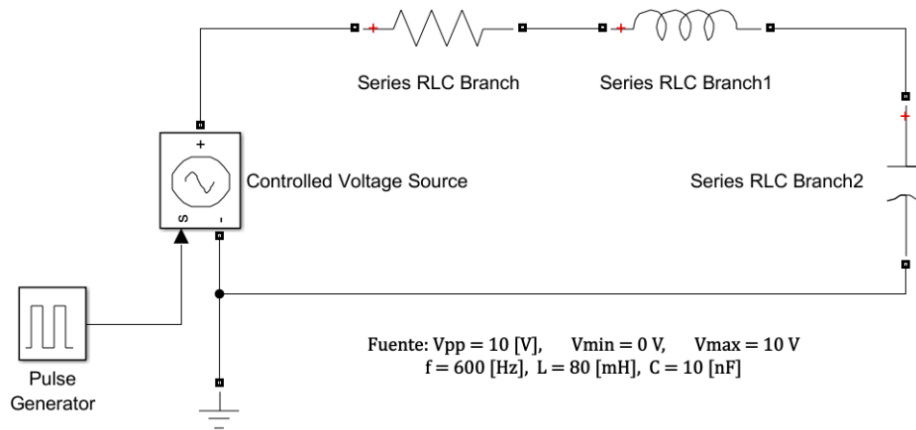 Series RLC Branch
Series RLC Branch1
+
Controlled Voltage Source
Series RLC Branch2
s
-
Pulse
Generator
Fuente: Vpp = 10 [V], Vmin = 0 V, Vmax = 10 V
f = 600 [Hz], L = 80 [mH], C = 10 [nF]